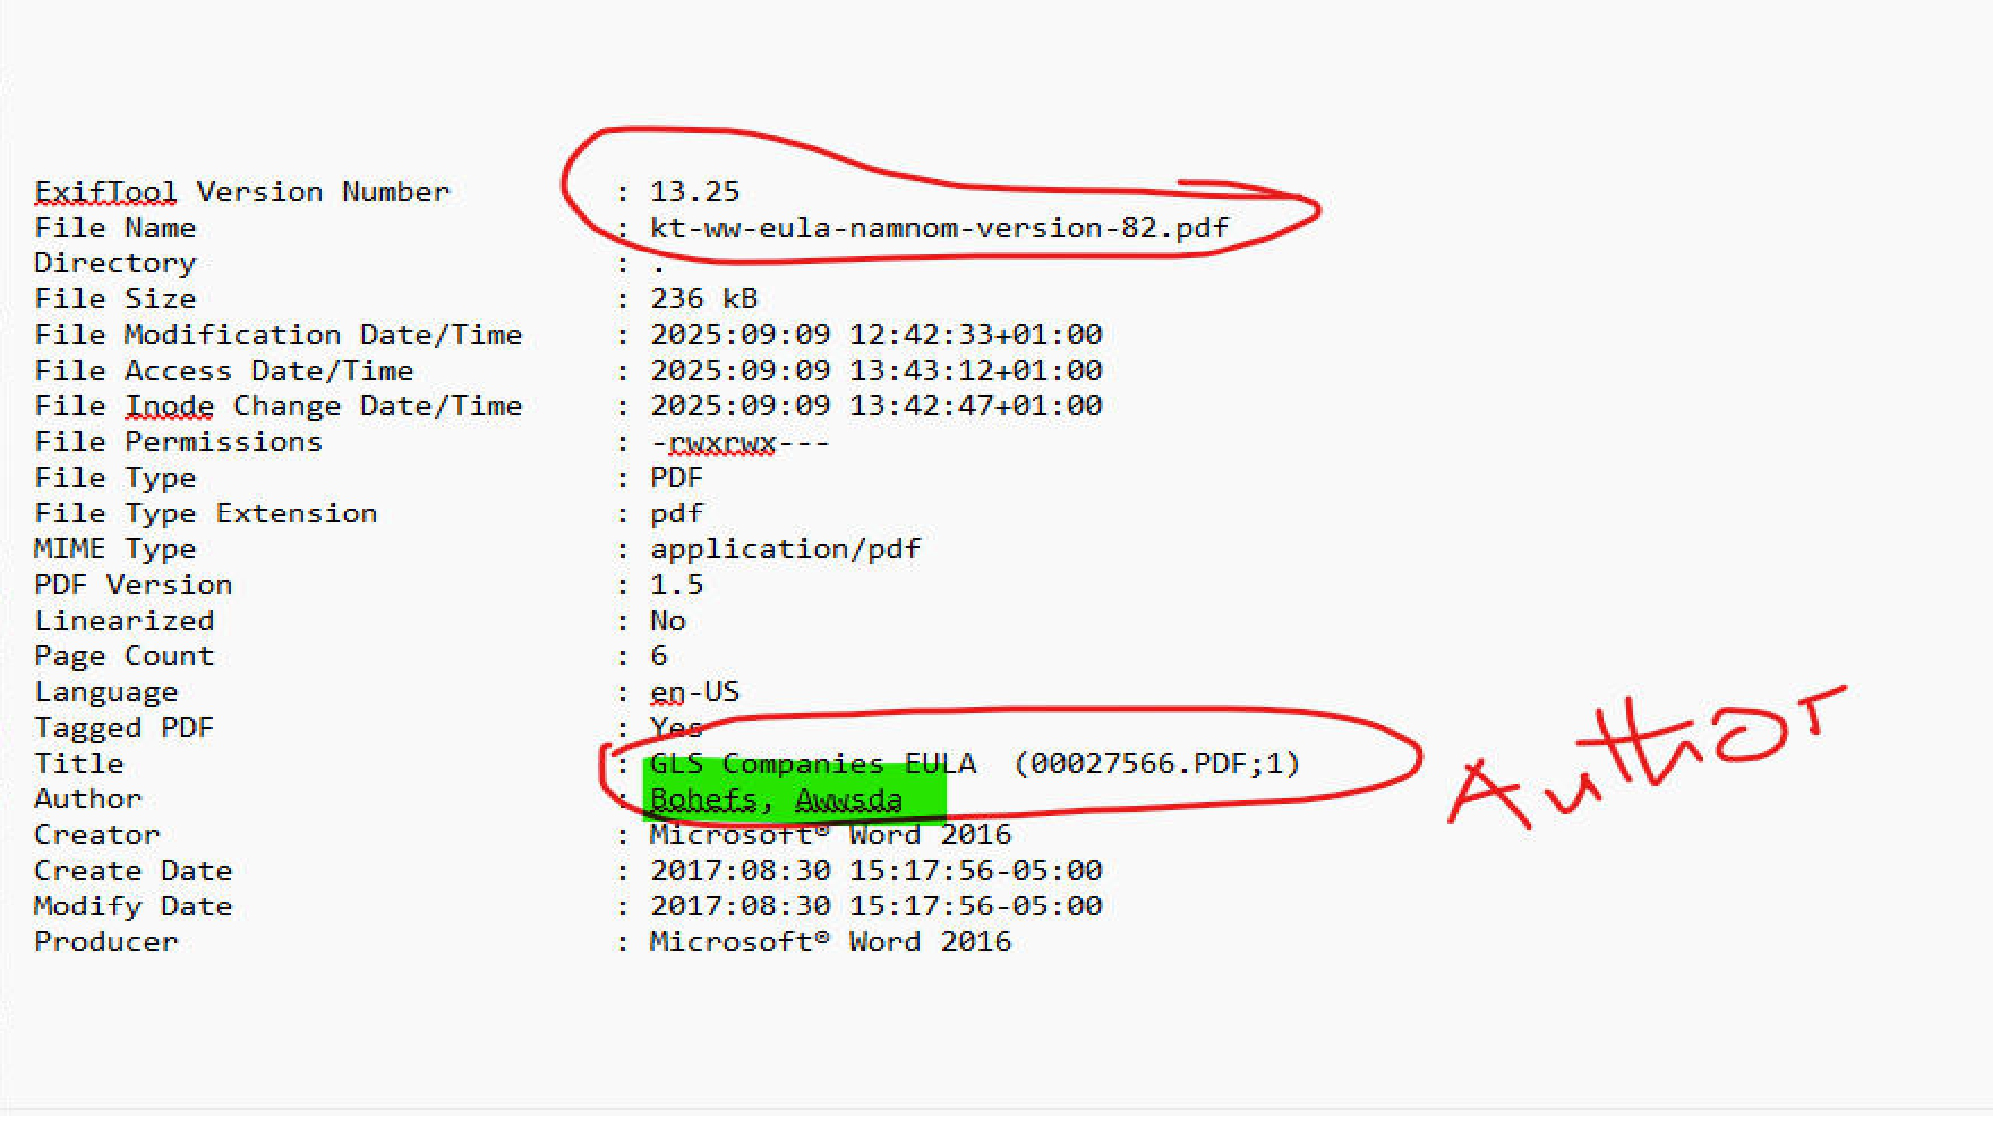 ExifTool Version Number : 13.25
File Name : kt-ww-eula-namnom-version-82.pdf
Directory : .
File Size : 236 kB
File Modification Date/Time : 2025:09:09 12:42:33+01:00
File Access Date/Time : 2025:09:09 13:43:12+01:00
File Inode Change Date/Time : 2025:09:09 13:42:47+01:00
File Permissions : -rwxrwx---
File Type : PDF
File Type Extension : pdf
MIME Type : application/pdf
PDF Version : 1.5
Linearized : No
Page Count : 6
Language : en-US
Tagged PDF : Yes
Title : GLS Companies EULA (00027566.PDF;1)
Author : Bohefs, Awwsda
Creator : Microsoft® Word 2016
Create Date : 2017:08:30 15:17:56-05:00
Modify Date : 2017:08:30 15:17:56-05:00
Producer : Microsoft® Word 2016
Author